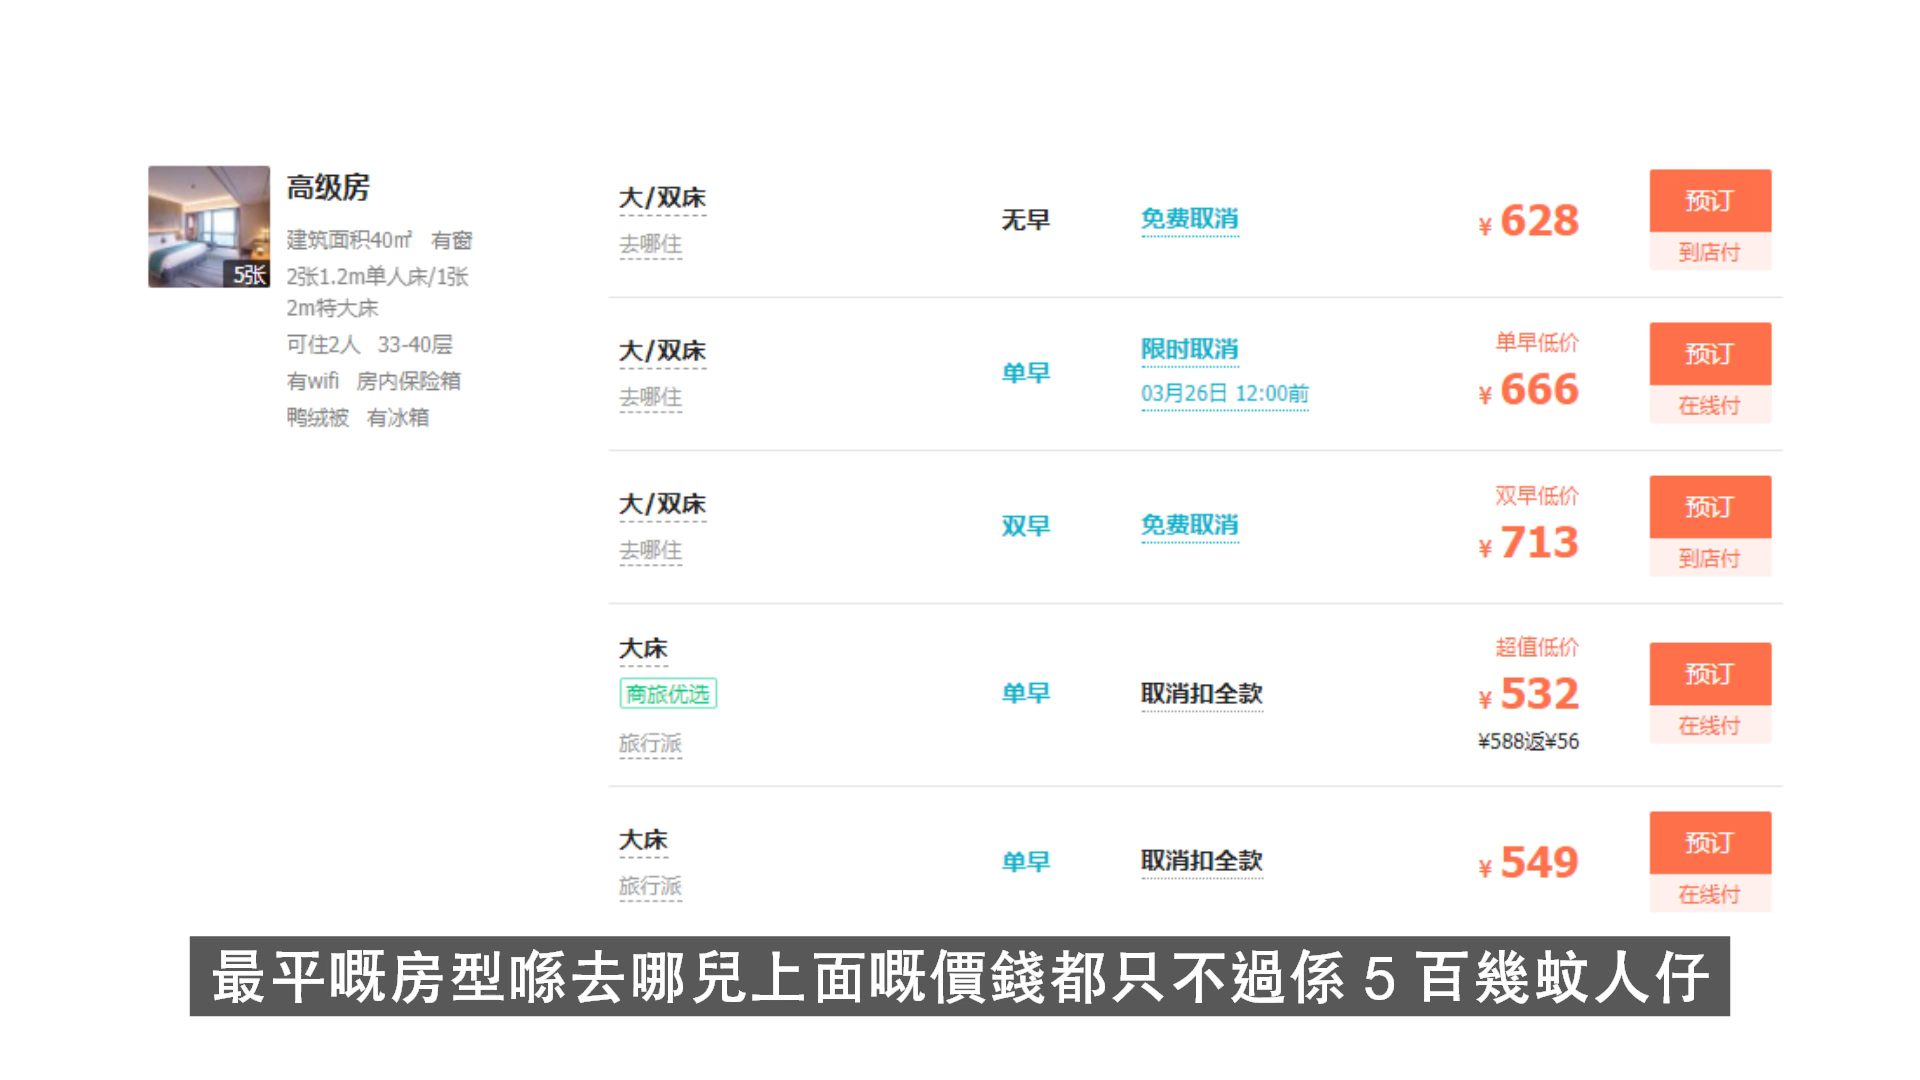 高级房
5张
建筑面积40㎡ 有窗
2张1.2m单人床/1张
2m特大床
可住2人 33-40层
有wifi 房内保险箱
鸭绒被 有冰箱
大/双床
去哪住
无早
免费取消
¥ 628
预订
到店付
大/双床
去哪住
单早
限时取消
03月26日 12:00前
单早低价
¥ 666
预订
在线付
大/双床
去哪住
双早
免费取消
双早低价
¥ 713
预订
到店付
大床
商旅优选
旅行派
单早
取消扣全款
超值低价
¥ 532
¥588返¥56
预订
在线付
大床
旅行派
单早
取消扣全款
¥ 549
预订
在线付
最平嘅房型喺去哪兒上面嘅價錢都只不過係 5 百幾蚊人仔